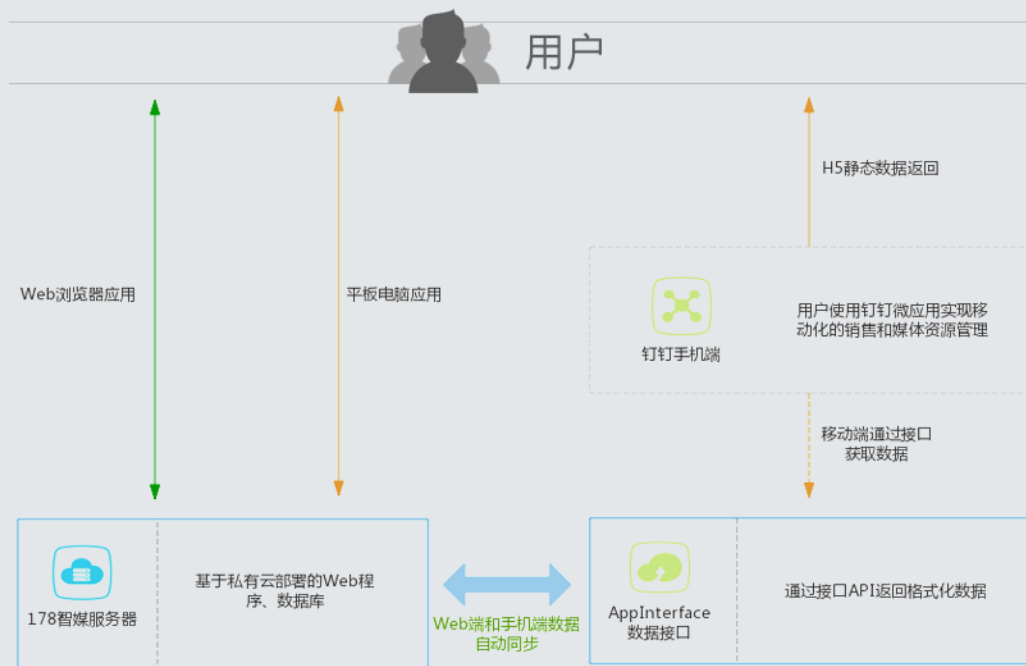 用户
H5静态数据返回
Web浏览器应用
平板电脑应用
用户使用钉钉微应用实现移
动化的销售和媒体资源管理
钉钉手机端
移动端通过接口
获取数据
178智媒服务器
基于私有云部署的Web程
序、数据库
Web端和手机端数据
自动同步
AppInterface
数据接口
通过接口API返回格式化数据